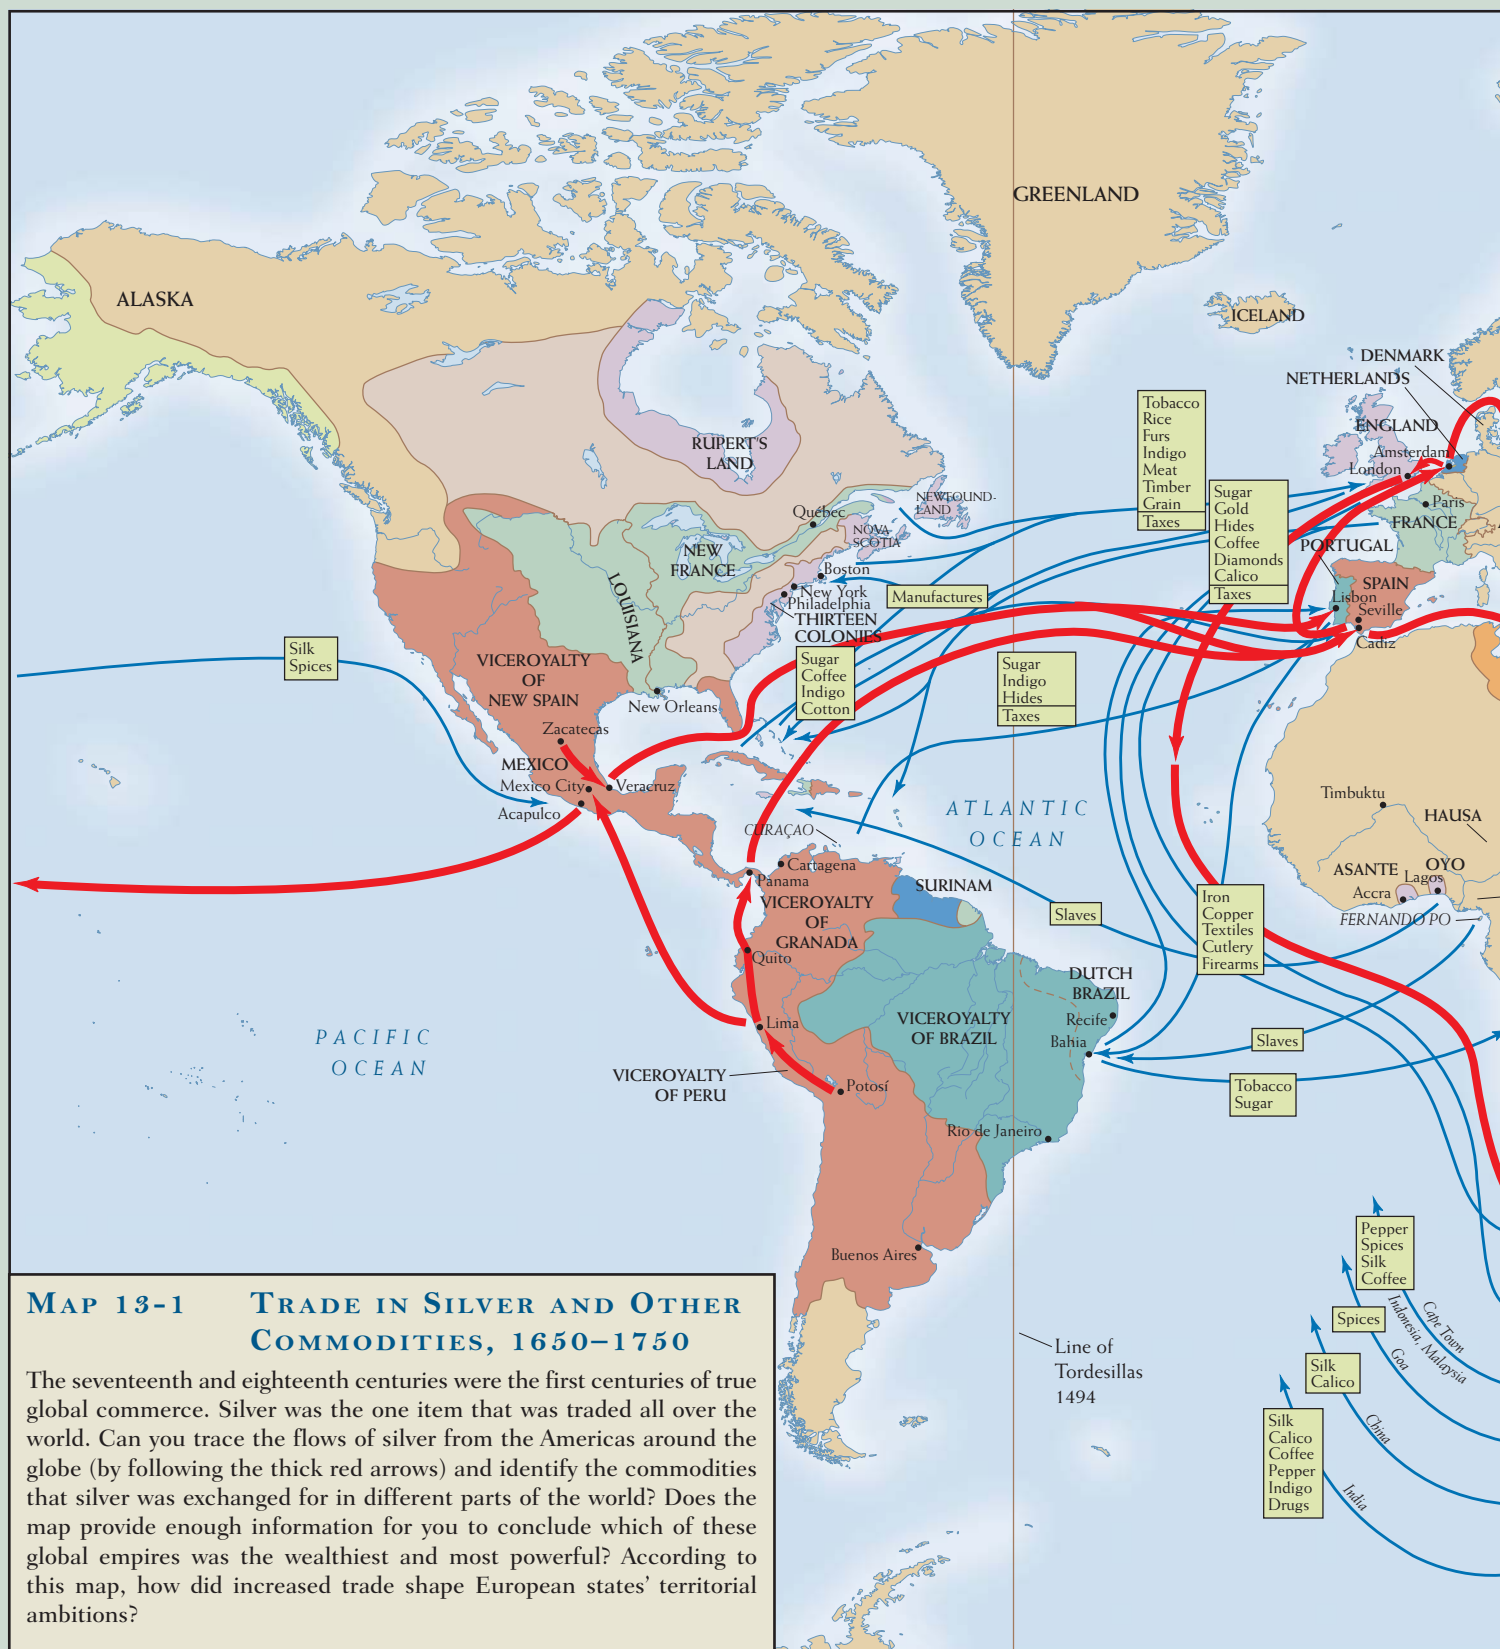 GREENLAND
ALASKA
ICELAND
DENMARK
NETHERLANDS
ENGLAND
Amsterdam
London
Paris
FRANCE
PORTUGAL
SPAIN
Lisbon
Seville
Cadiz
Tobacco
Rice
Furs
Indigo
Meat
Timber
Grain
Taxes
Sugar
Gold
Hides
Coffee
Diamonds
Calico
Taxes
RUPERT'S
LAND
NEWFOUND-
LAND
Québec
NOVA
SCOTIA
NEW
FRANCE
Boston
New York
Philadelphia
THIRTEEN
COLONIES
LOUISIANA
Manufactures
Silk
Spices
VICEROYALTY
OF
NEW SPAIN
New Orleans
Sugar
Coffee
Indigo
Cotton
Sugar
Indigo
Hides
Taxes
Zacatecas
MEXICO
Mexico City
Veracruz
Acapulco
ATLANTIC
OCEAN
CURAÇAO
Cartagena
Panama
Timbuktu
HAUSA
ASANTE
OYO
Lagos
Accra
FERNANDO PO
SURINAM
VICEROYALTY
OF
GRANADA
Slaves
Iron
Copper
Textiles
Cutlery
Firearms
Quito
DUTCH
BRAZIL
Recife
Bahia
VICEROYALTY
OF BRAZIL
Lima
PACIFIC
OCEAN
VICEROYALTY
OF PERU
Potosí
Slaves
Tobacco
Sugar
Rio de Janeiro
Buenos Aires
Pepper
Spices
Silk
Coffee
Cape Town
Indonesia, Malaysia
Spices
Goa
Silk
Calico
China
Silk
Calico
Coffee
Pepper
Indigo
Drugs
India
Line of
Tordesillas
1494
MAP 13-1 TRADE IN SILVER AND OTHER
COMMODITIES, 1650–1750
The seventeenth and eighteenth centuries were the first centuries of true
global commerce. Silver was the one item that was traded all over the
world. Can you trace the flows of silver from the Americas around the
globe (by following the thick red arrows) and identify the commodities
that silver was exchanged for in different parts of the world? Does the
map provide enough information for you to conclude which of these
global empires was the wealthiest and most powerful? According to
this map, how did increased trade shape European states' territorial
ambitions?